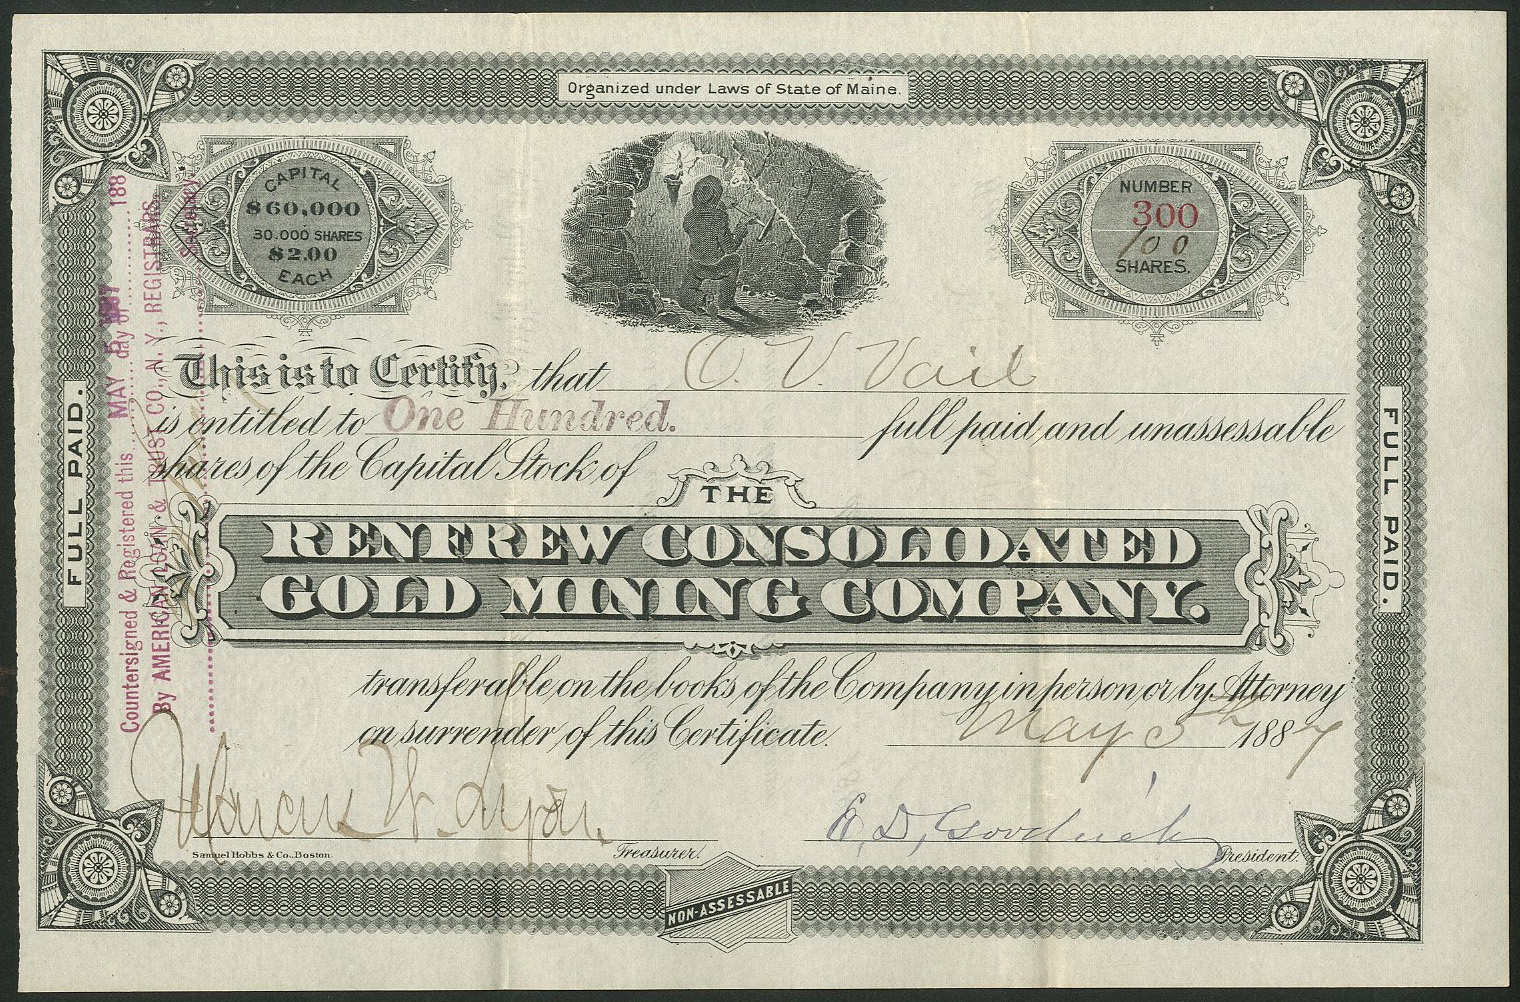 Organized under Laws of State of Maine.
CAPITAL
$60,000
30.000 SHARES
$2.00
EACH
NUMBER
300
100
SHARES.
This is to Certify, that O. V. Vail
is entitled to One Hundred. full paid and unassessable
shares of the Capital Stock of
THE
RENFREW CONSOLIDATED
GOLD MINING COMPANY.
transferable on the books of the Company in person or by Attorney
on surrender of this Certificate. May 5th 1887
Treasurer.
E. D. President.
Samuel Hobbs & Co., Boston.
NON-ASSESSABLE
FULL PAID.
FULL PAID.
Countersigned & Registered this MAY 5 1887 day of 188
By AMERICAN LOAN & TRUST CO., N. Y., REGISTRARS.